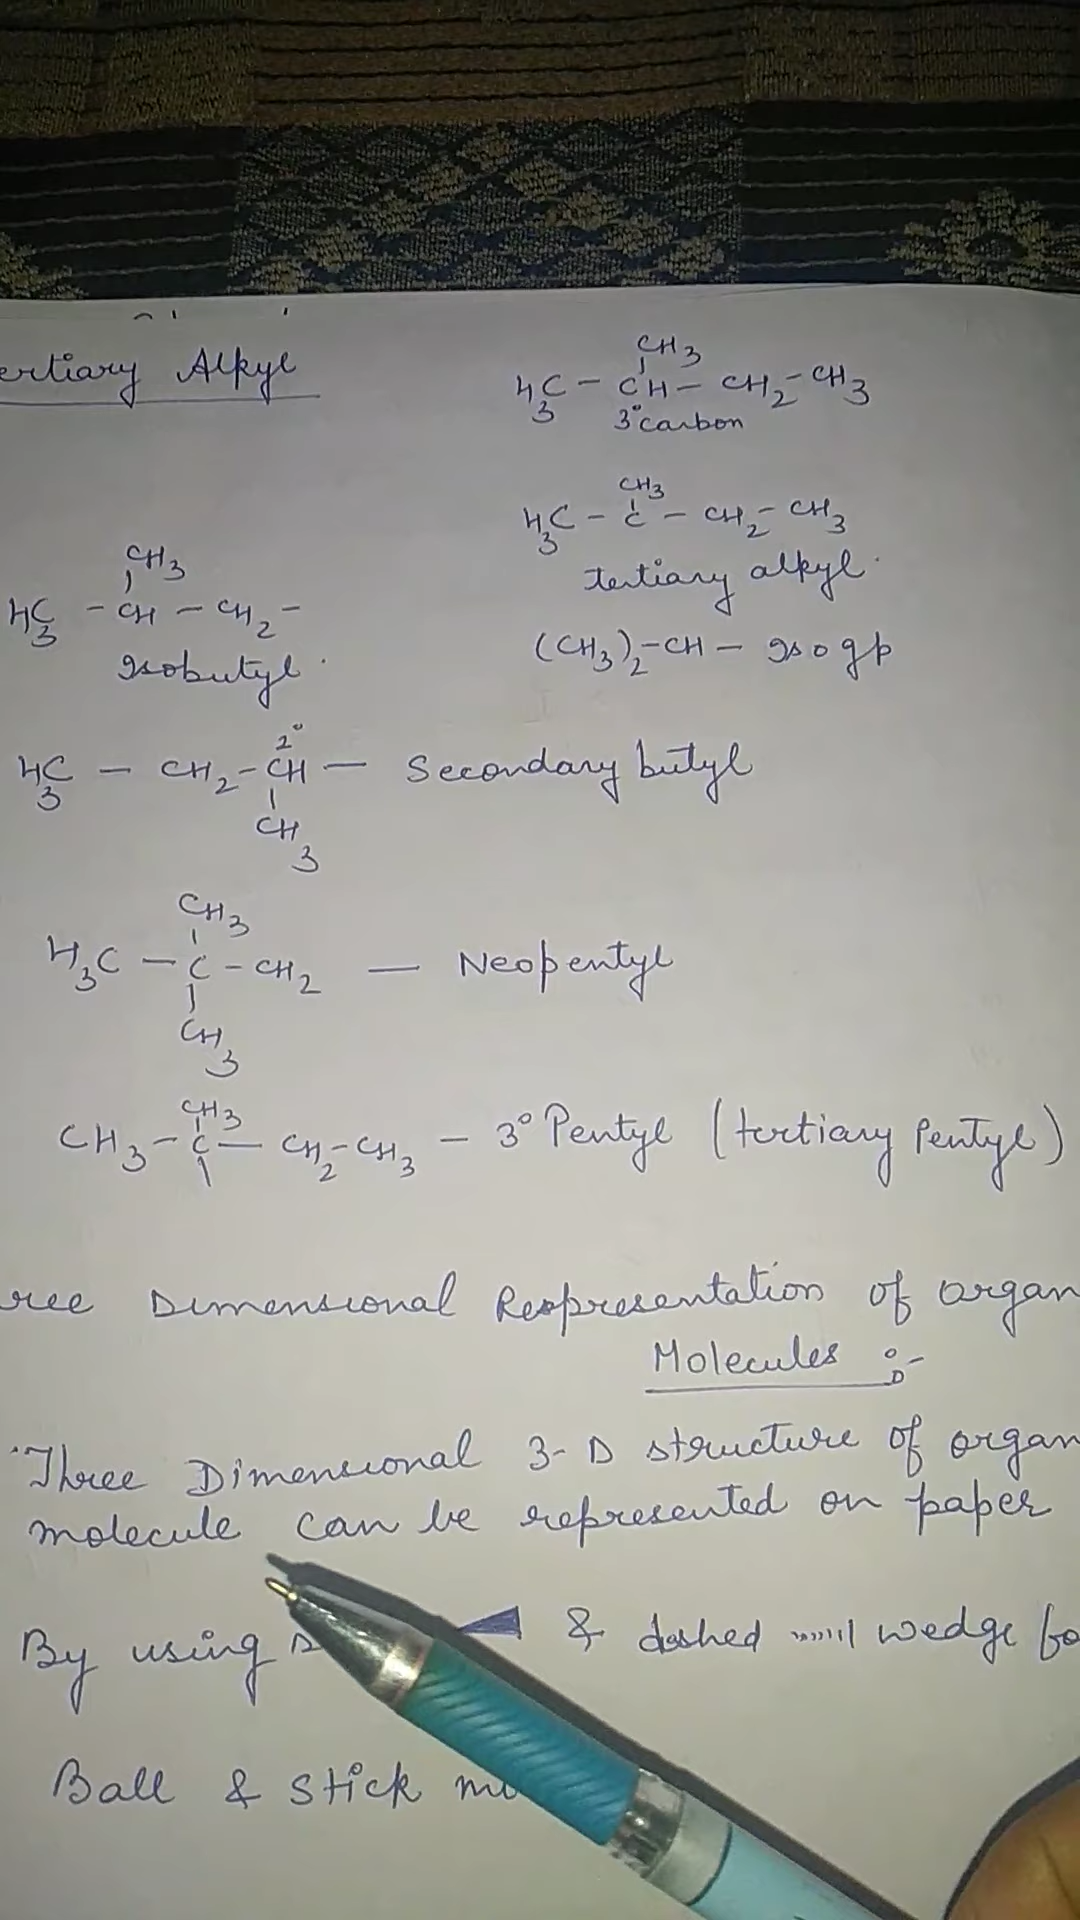 ertiary Alkyl
CH3
H3C - CH - CH2 - CH3
3° carbon
CH3
H3C - C - CH2 - CH3
tertiary alkyl
CH3
H3C - CH - CH2 -
Isobutyl
(CH3)2 - CH - Iso gp
2°
H3C - CH2 - CH - Secondary butyl
CH3
CH3
H3C - C - CH2 - Neopentyl
CH3
CH3
CH3 - C - CH2 - CH3 - 3° Pentyl (tertiary Pentyl)
ree Dimensional Reopresentation of organ
Molecules :-
Three Dimensional 3-D structure of organ
molecule can be represented on paper
By using & dashed wedge fo
Ball & stick mo